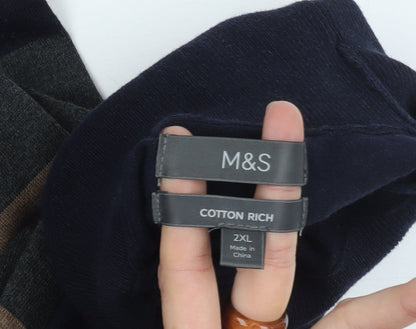 M&S
COTTON RICH
2XL
Made in
China